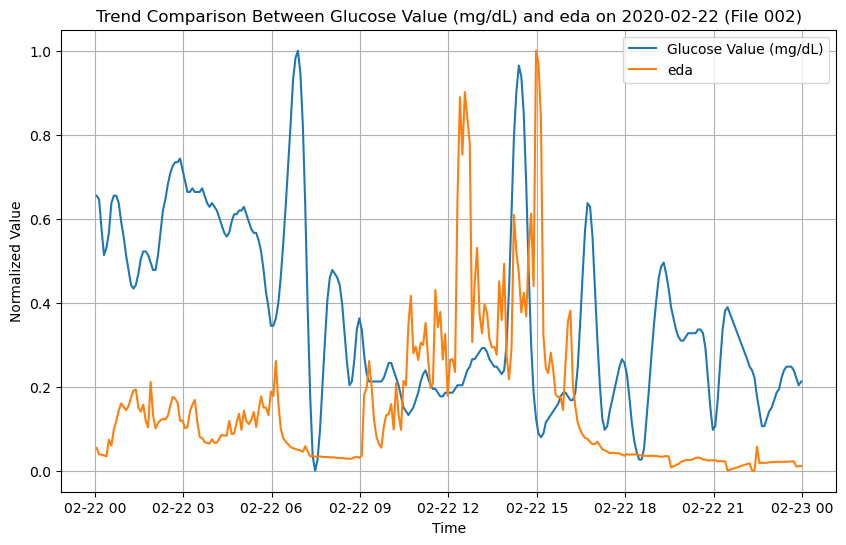 Trend Comparison Between Glucose Value (mg/dL) and eda on 2020-02-22 (File 002)
Glucose Value (mg/dL)
eda
Normalized Value
1.0
0.8
0.6
0.4
0.2
0.0
02-22 00 02-22 03 02-22 06 02-22 09 02-22 12 02-22 15 02-22 18 02-22 21 02-23 00
Time